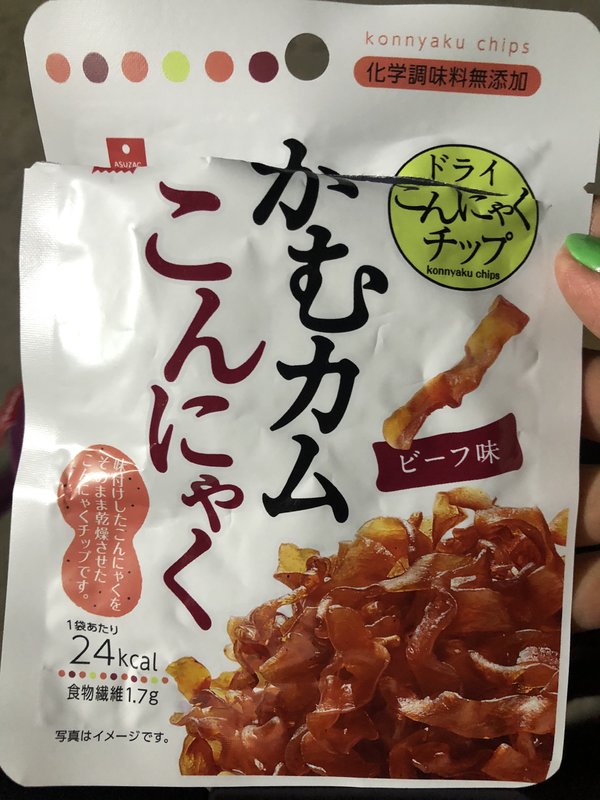 konnyaku chips
化学調味料無添加
ASUZAC
ドライ
こんにゃく
チップ
konnyaku chips
かむカム
こんにゃく
ビーフ味
味付けしたこんにゃくを
そのまま乾燥させた
こんにゃくチップです。
1袋あたり
24kcal
食物繊維1.7g
写真はイメージです。